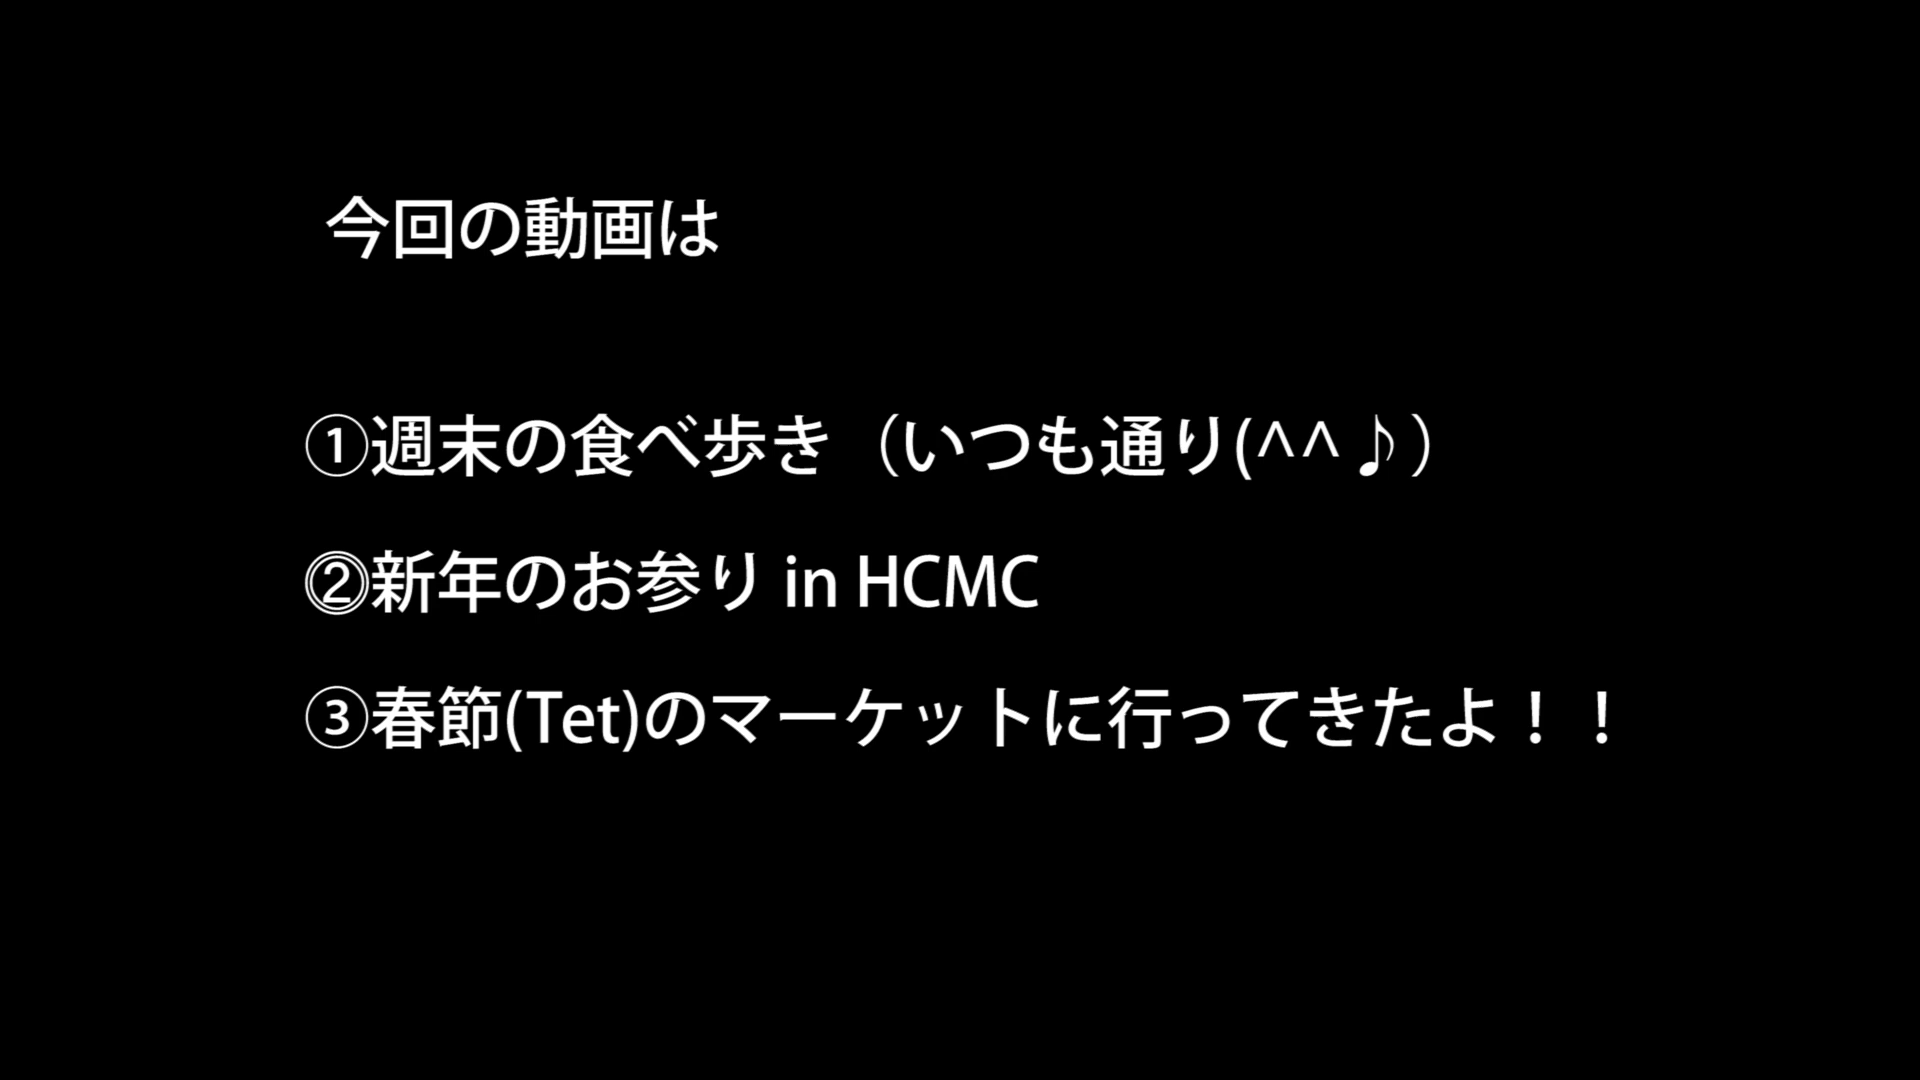 今回の動画は
①週末の食べ歩き（いつも通り(^^♪）
⓶新年のお参り in HCMC
③春節(Tet)のマーケットに行ってきたよ！！